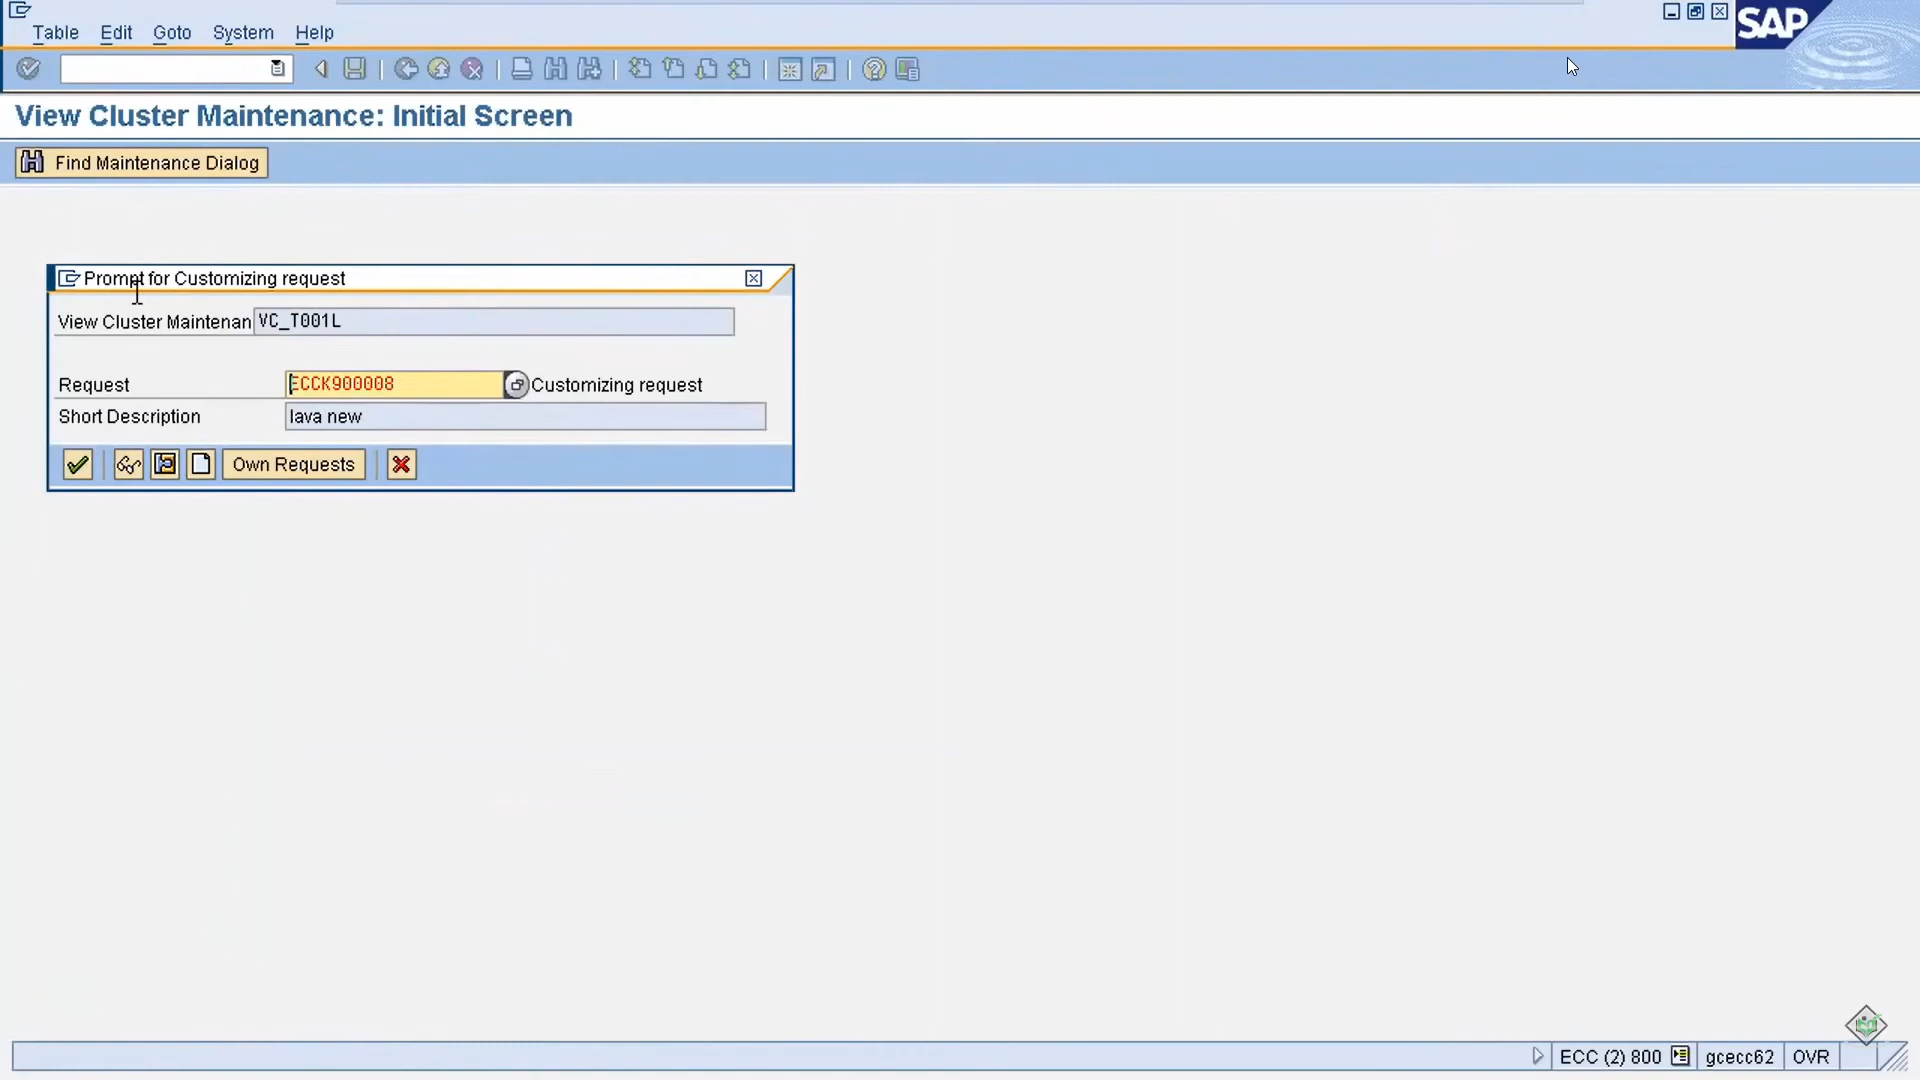 Table Edit Goto System Help
SAP
View Cluster Maintenance: Initial Screen
Find Maintenance Dialog
Prompt for Customizing request
View Cluster Maintenan VC_T001L
Request ECCK900008 Customizing request
Short Description lava new
Own Requests
ECC (2) 800 gcecc62 OVR